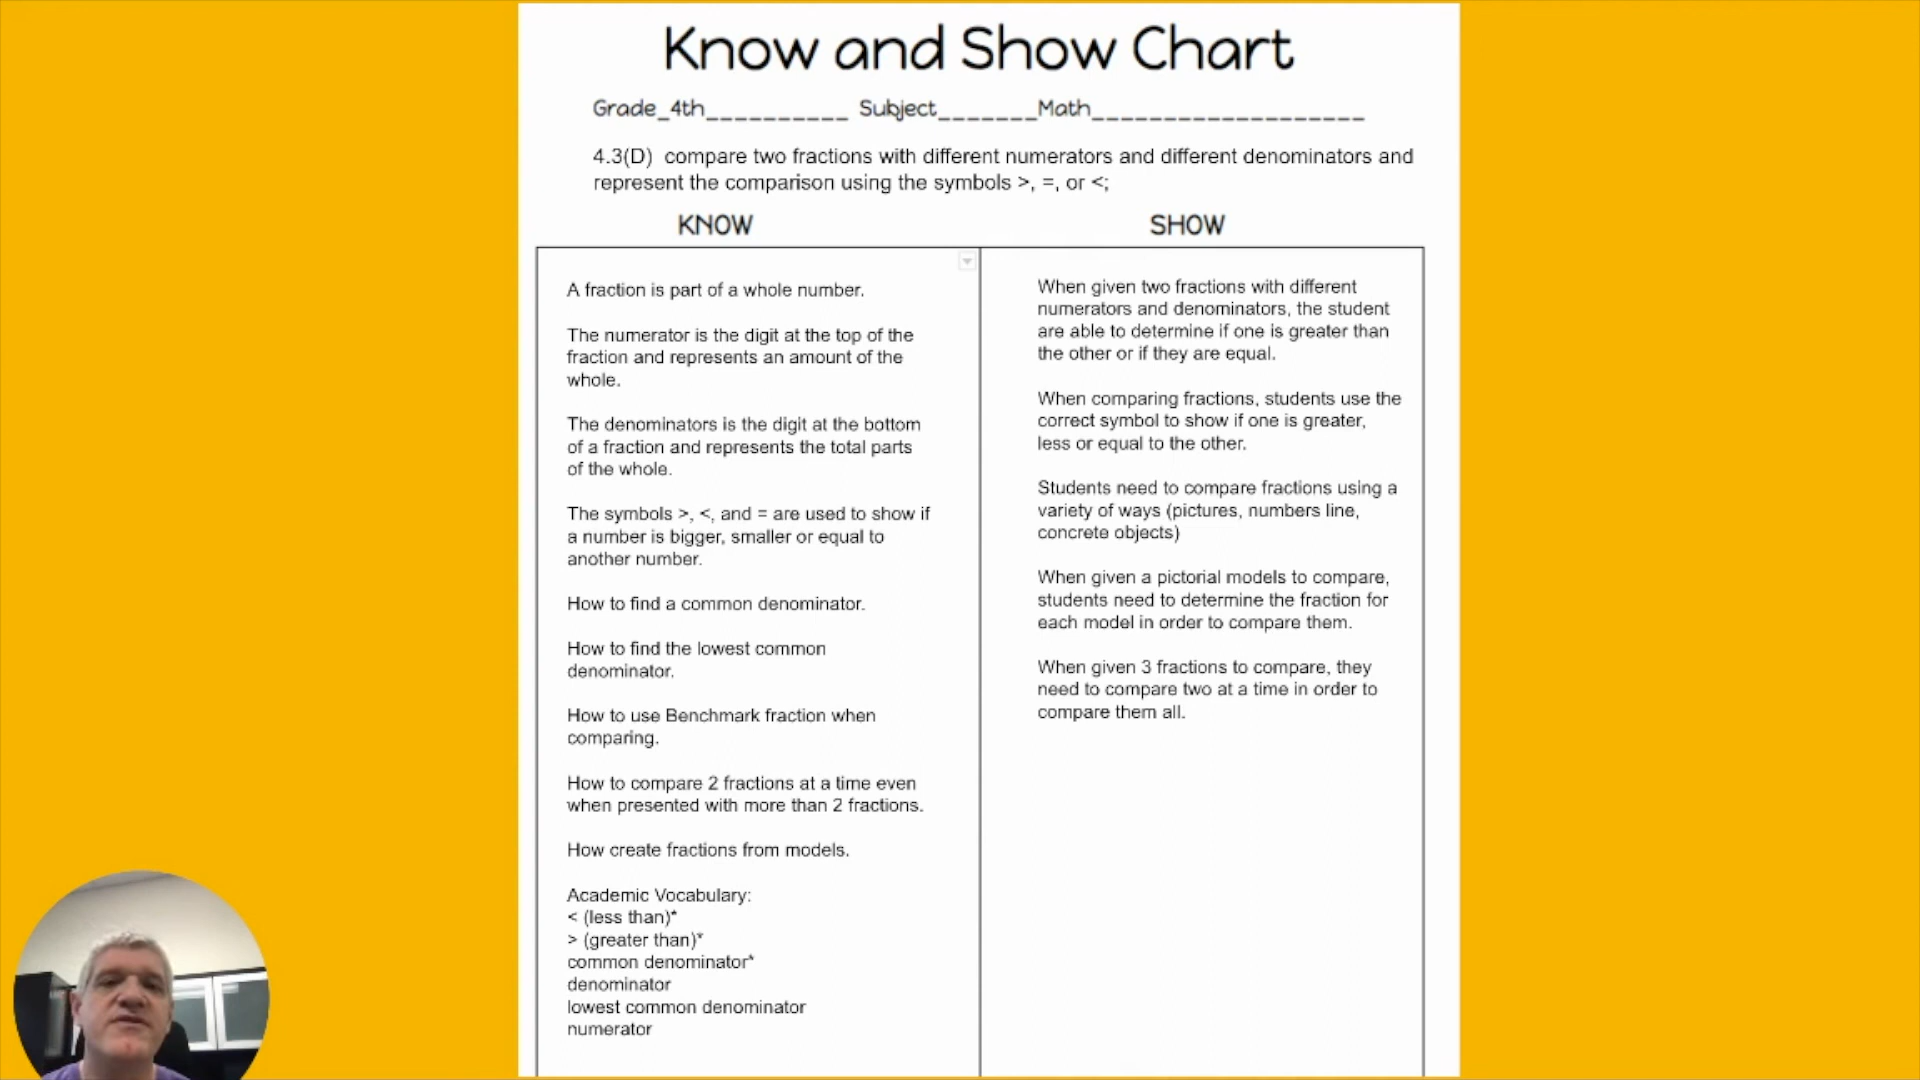 Know and Show Chart
Grade_4th__________ Subject_______Math___________________
4.3(D)  compare two fractions with different numerators and different denominators and
represent the comparison using the symbols >, =, or <;
KNOW
A fraction is part of a whole number.
The numerator is the digit at the top of the
fraction and represents an amount of the
whole.
The denominators is the digit at the bottom
of a fraction and represents the total parts
of the whole.
The symbols >, <, and = are used to show if
a number is bigger, smaller or equal to
another number.
How to find a common denominator.
How to find the lowest common
denominator.
How to use Benchmark fraction when
comparing.
How to compare 2 fractions at a time even
when presented with more than 2 fractions.
How create fractions from models.
Academic Vocabulary:
< (less than)*
> (greater than)*
common denominator*
denominator
lowest common denominator
numerator
SHOW
When given two fractions with different
numerators and denominators, the student
are able to determine if one is greater than
the other or if they are equal.
When comparing fractions, students use the
correct symbol to show if one is greater,
less or equal to the other.
Students need to compare fractions using a
variety of ways (pictures, numbers line,
concrete objects)
When given a pictorial models to compare,
students need to determine the fraction for
each model in order to compare them.
When given 3 fractions to compare, they
need to compare two at a time in order to
compare them all.